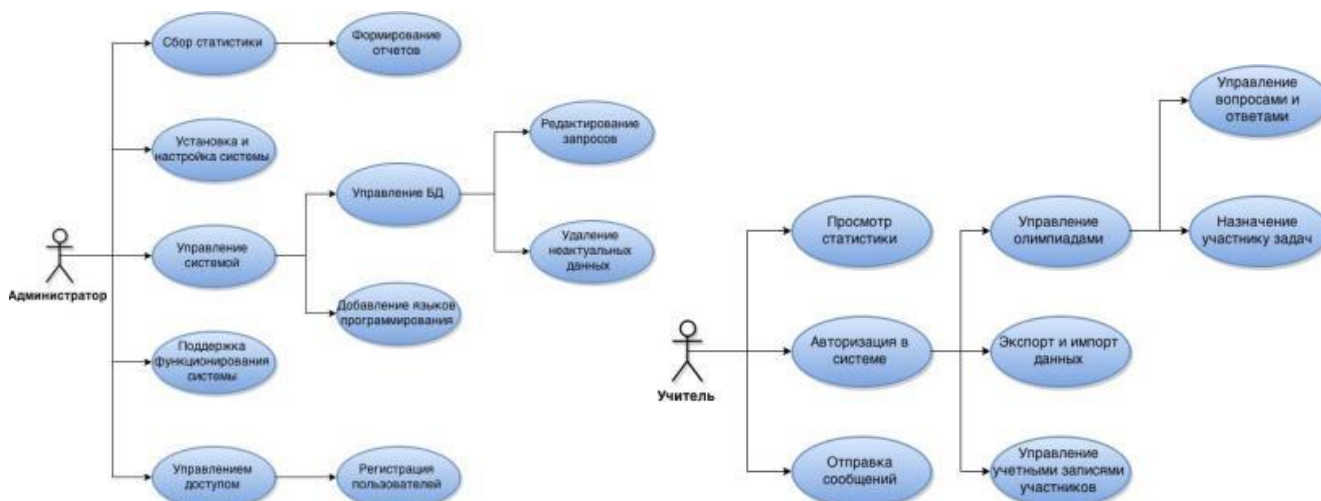 Сбор статистики
Формирование
отчетов
Установка и
настройка системы
Управление БД
Редактирование
запросов
Удаление
неактуальных
данных
Управление
системой
Администратор
Добавление языков
программирования
Поддержка
функционирования
системы
Управлением
доступом
Регистрация
пользователей
Управление
вопросами и
ответами
Просмотр
статистики
Управление
олимпиадами
Назначение
участнику задач
Авторизация в
системе
Экспорт и импорт
данных
Учитель
Отправка
сообщений
Управление
учетными записями
участников